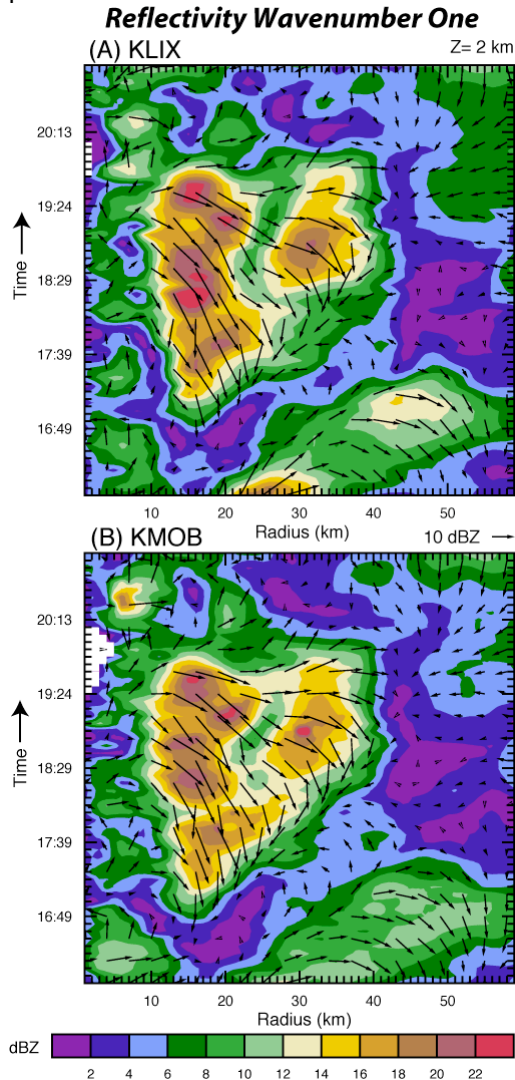 Reflectivity Wavenumber One
(A) KLIX
Z= 2 km
20:13
19:24
18:29
17:39
16:49
Time
10 20 30 40 50
Radius (km)
(B) KMOB
10 dBZ
20:13
19:24
18:29
17:39
16:49
Time
10 20 30 40 50
Radius (km)
dBZ
2 4 6 8 10 12 14 16 18 20 22